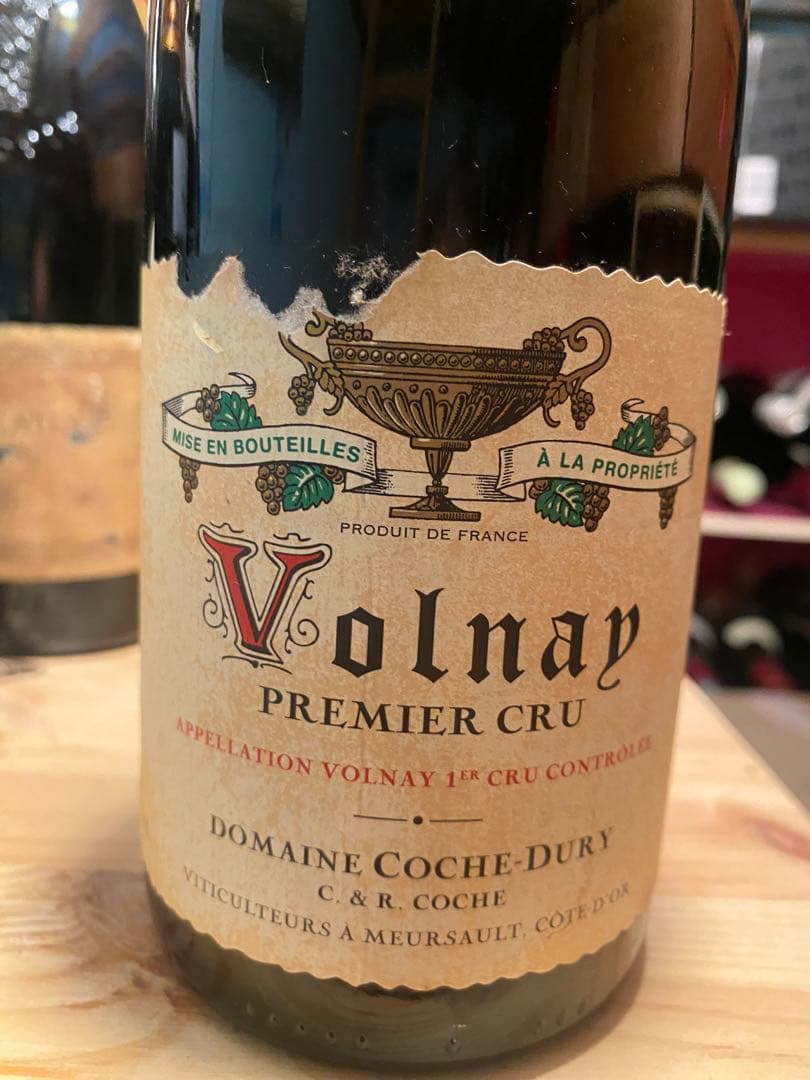 MISE EN BOUTEILLES À LA PROPRIÉTÉ
PRODUIT DE FRANCE
Volnay
PREMIER CRU
APPELLATION VOLNAY 1ER CRU CONTRÔLÉE
DOMAINE COCHE-DURY
C. & R. COCHE
VITICULTEURS À MEURSAULT, CÔTE-D'OR